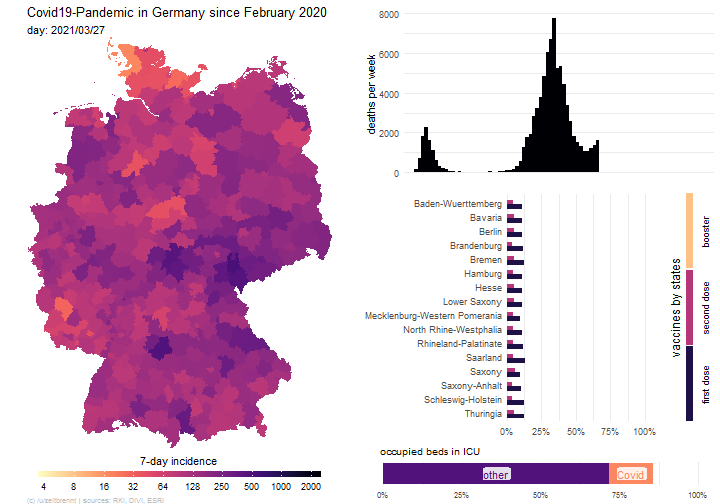 Covid19-Pandemic in Germany since February 2020
day: 2021/03/27
7-day incidence
4 8 16 32 64 128 256 500 1000 2000
(c) /u/zeitbremt | sources: RKI, DIVI, ESRI
deaths per week
8000
6000
4000
2000
0
Baden-Wuerttemberg
Bavaria
Berlin
Brandenburg
Bremen
Hamburg
Hesse
Lower Saxony
Mecklenburg-Western Pomerania
North Rhine-Westphalia
Rhineland-Palatinate
Saarland
Saxony
Saxony-Anhalt
Schleswig-Holstein
Thuringia
0% 25% 50% 75% 100%
vaccines by states
booster
second dose
first dose
occupied beds in ICU
other
Covid
0% 25% 50% 75% 100%